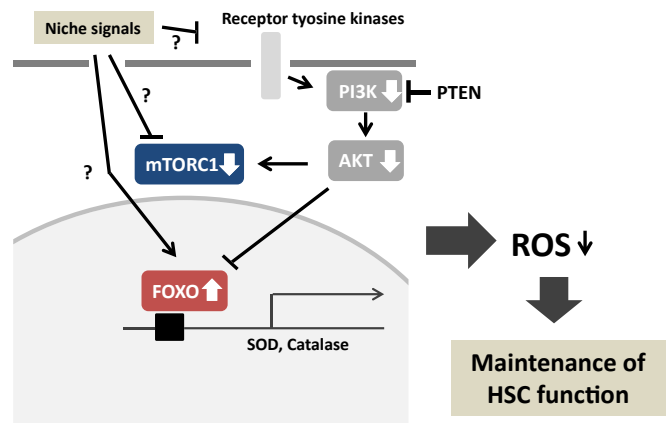 Niche signals
Receptor tyosine kinases
?
PI3K
PTEN
?
mTORC1
AKT
?
ROS
FOXO
SOD, Catalase
Maintenance of
HSC function